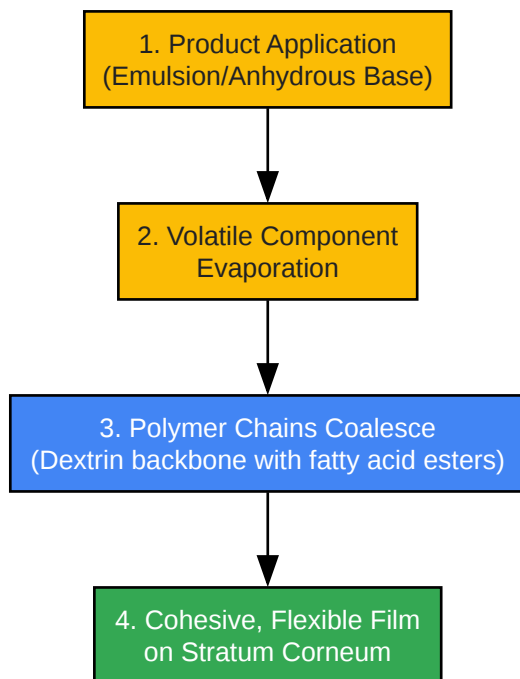 1. Product Application
(Emulsion/Anhydrous Base)
2. Volatile Component
Evaporation
3. Polymer Chains Coalesce
(Dextrin backbone with fatty acid esters)
4. Cohesive, Flexible Film
on Stratum Corneum